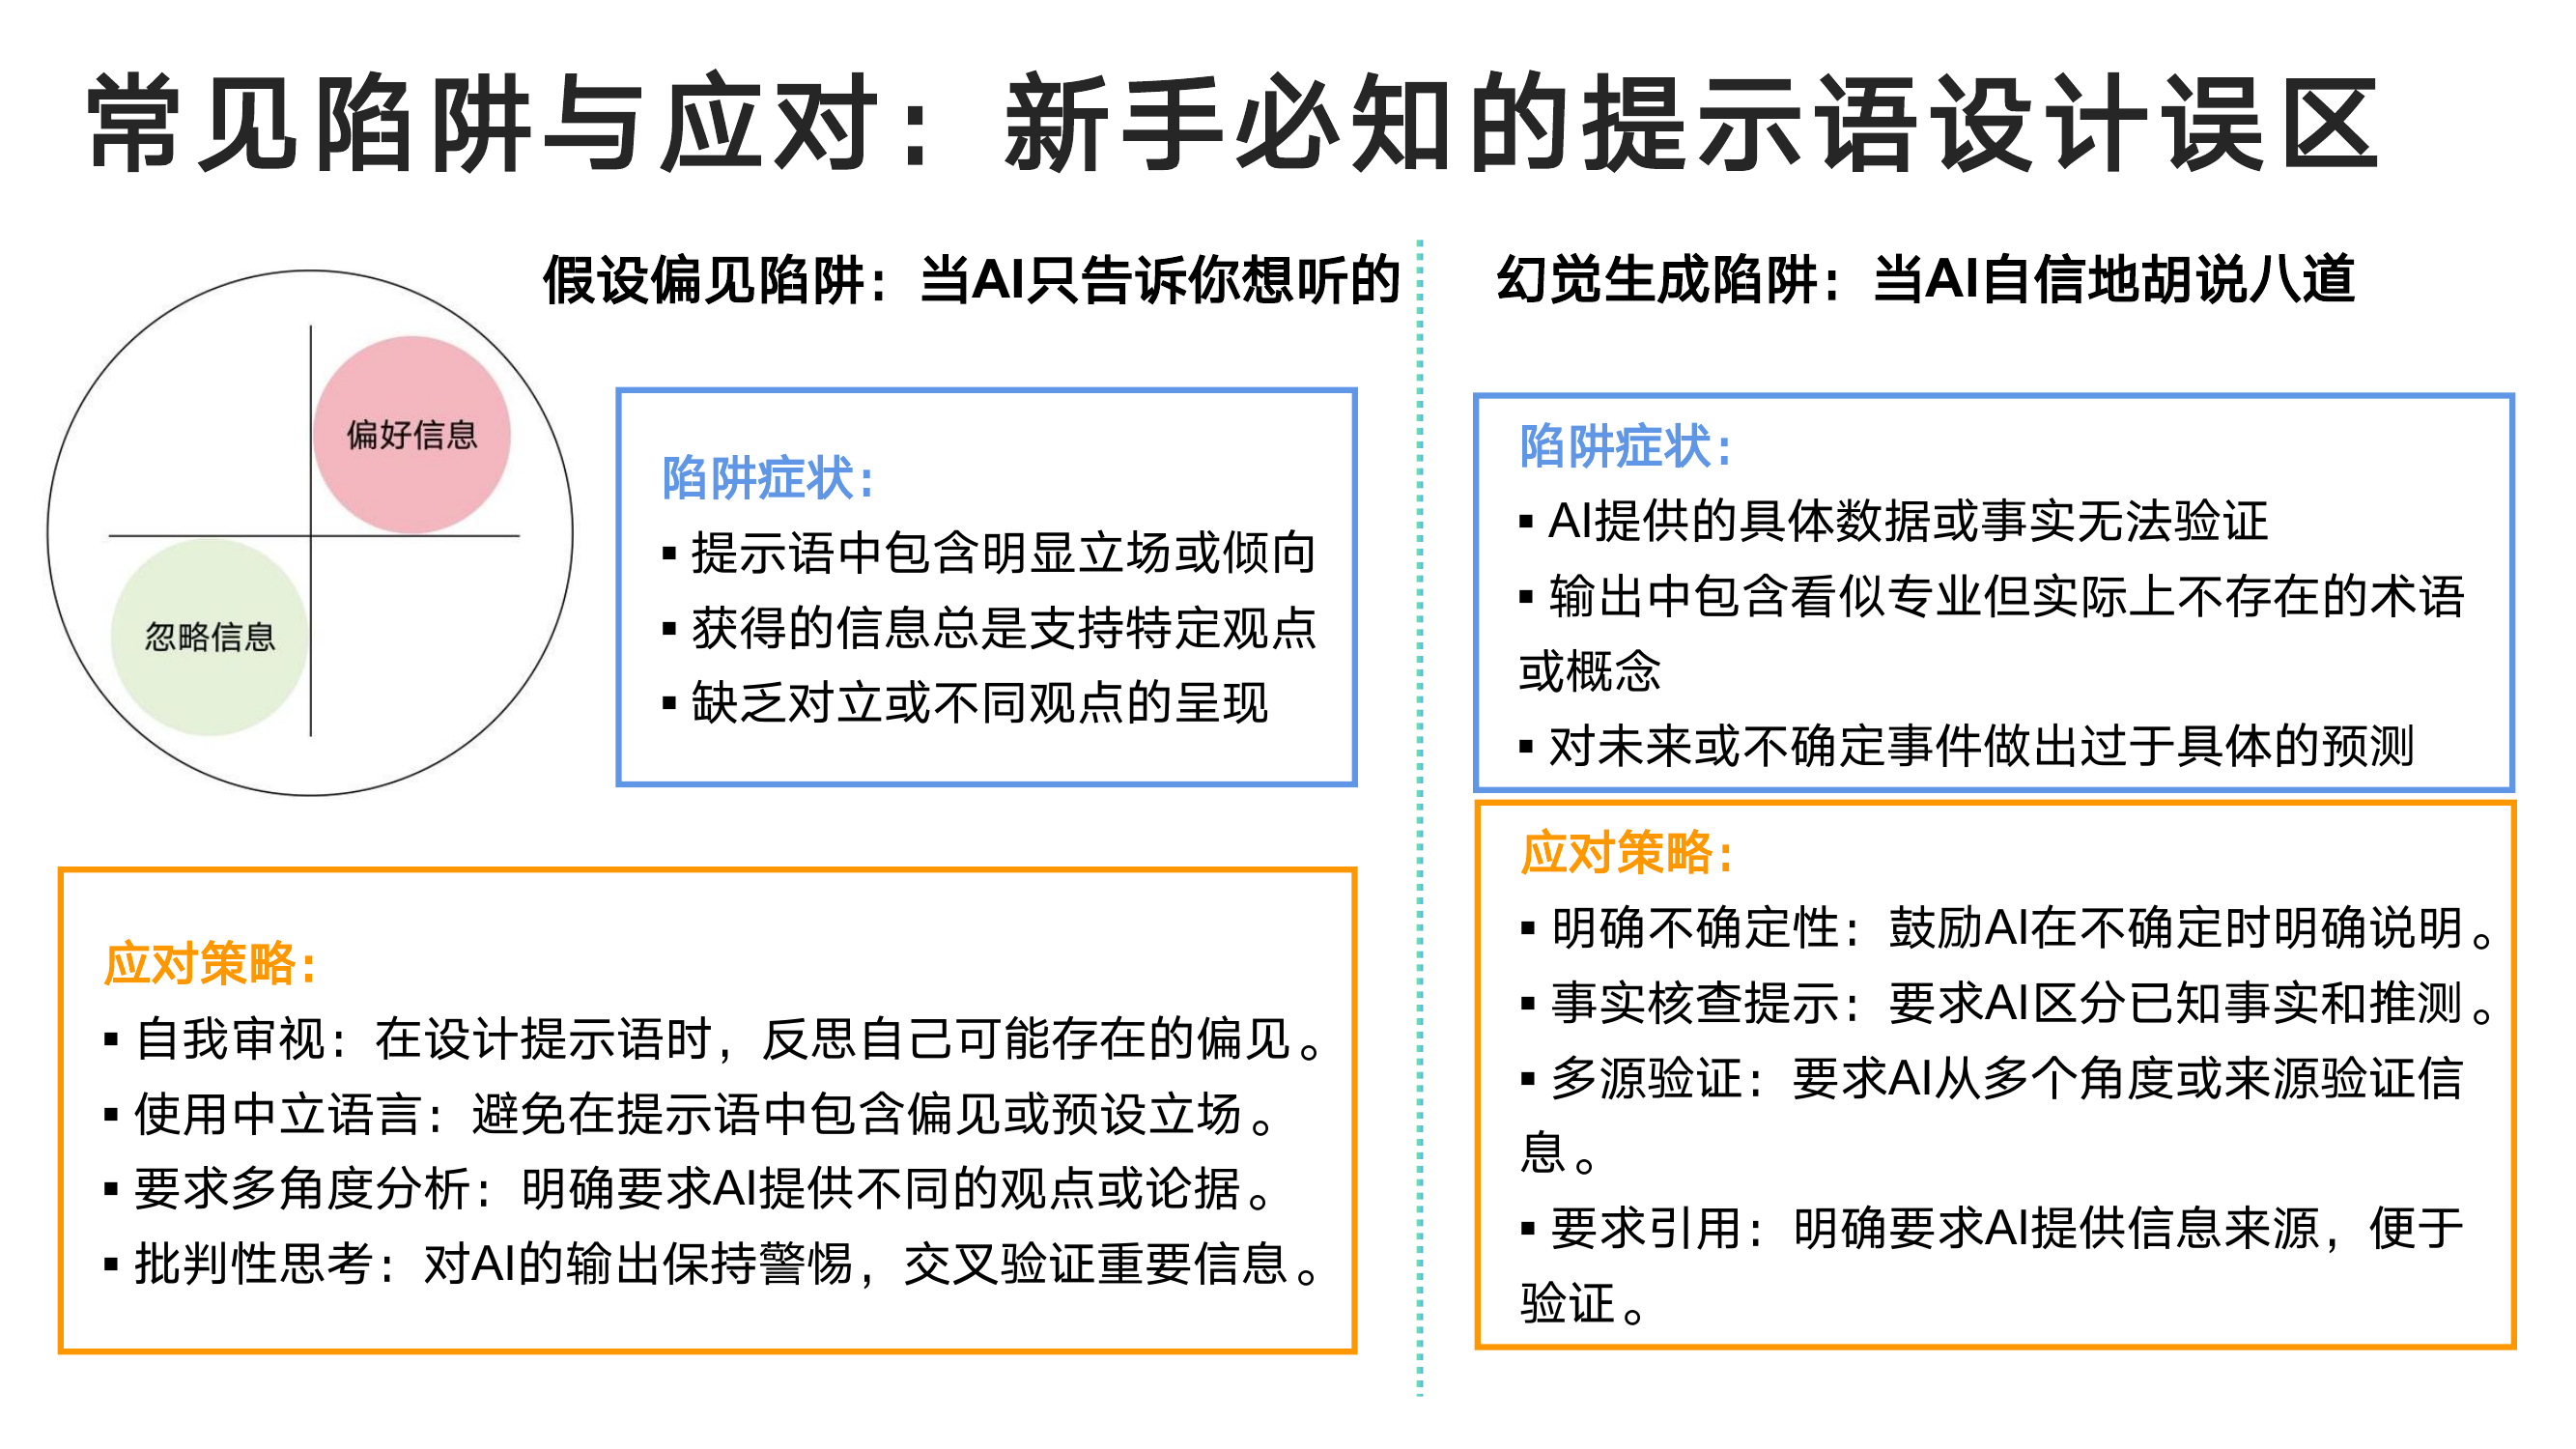 常见陷阱与应对：新手必知的提示语设计误区
假设偏见陷阱：当AI只告诉你想听的
偏好信息
忽略信息
陷阱症状：
▪ 提示语中包含明显立场或倾向
▪ 获得的信息总是支持特定观点
▪ 缺乏对立或不同观点的呈现
应对策略：
▪ 自我审视：在设计提示语时，反思自己可能存在的偏见。
▪ 使用中立语言：避免在提示语中包含偏见或预设立场。
▪ 要求多角度分析：明确要求AI提供不同的观点或论据。
▪ 批判性思考：对AI的输出保持警惕，交叉验证重要信息。
幻觉生成陷阱：当AI自信地胡说八道
陷阱症状：
▪ AI提供的具体数据或事实无法验证
▪ 输出中包含看似专业但实际上不存在的术语
或概念
▪ 对未来或不确定事件做出过于具体的预测
应对策略：
▪ 明确不确定性：鼓励AI在不确定时明确说明。
▪ 事实核查提示：要求AI区分已知事实和推测。
▪ 多源验证：要求AI从多个角度或来源验证信
息。
▪ 要求引用：明确要求AI提供信息来源，便于
验证。